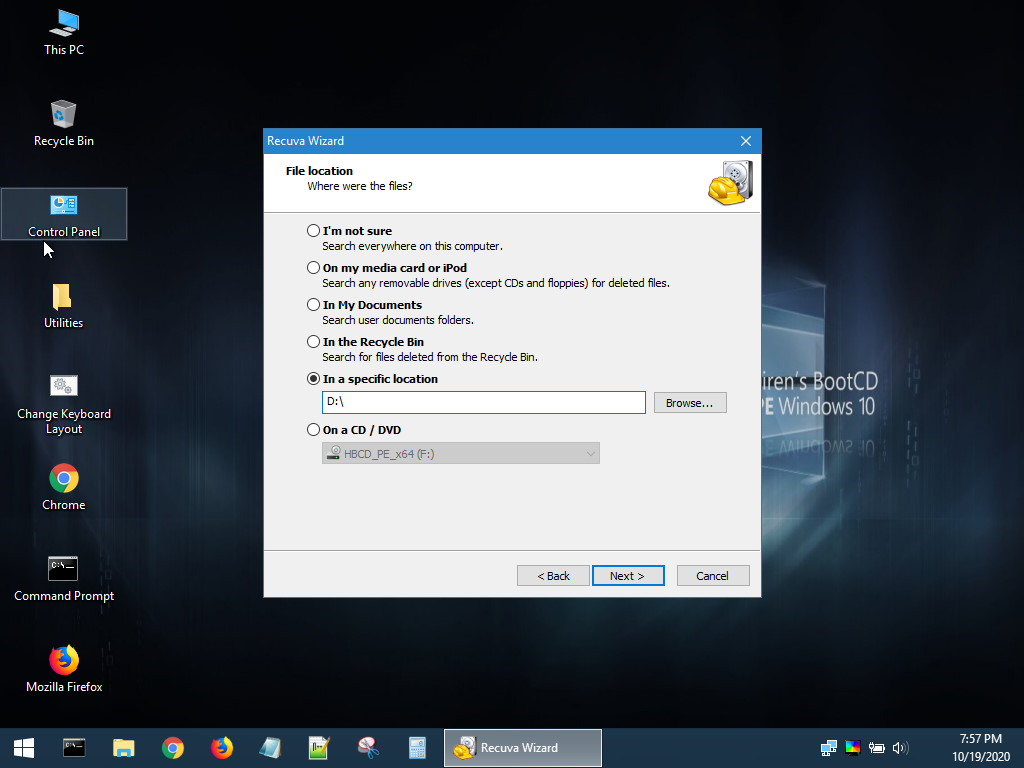 This PC
Recycle Bin
Control Panel
Utilities
Change Keyboard
Layout
Chrome
C:\_
Command Prompt
Mozilla Firefox
Recuva Wizard
File location
Where were the files?
I'm not sure
Search everywhere on this computer.
On my media card or iPod
Search any removable drives (except CDs and floppies) for deleted files.
In My Documents
Search user documents folders.
In the Recycle Bin
Search for files deleted from the Recycle Bin.
In a specific location
D:\
Browse...
On a CD / DVD
HBCD_PE_x64 (F:)
< Back
Next >
Cancel
iren's BootCD
PE Windows 10
Recuva Wizard
7:57 PM
10/19/2020